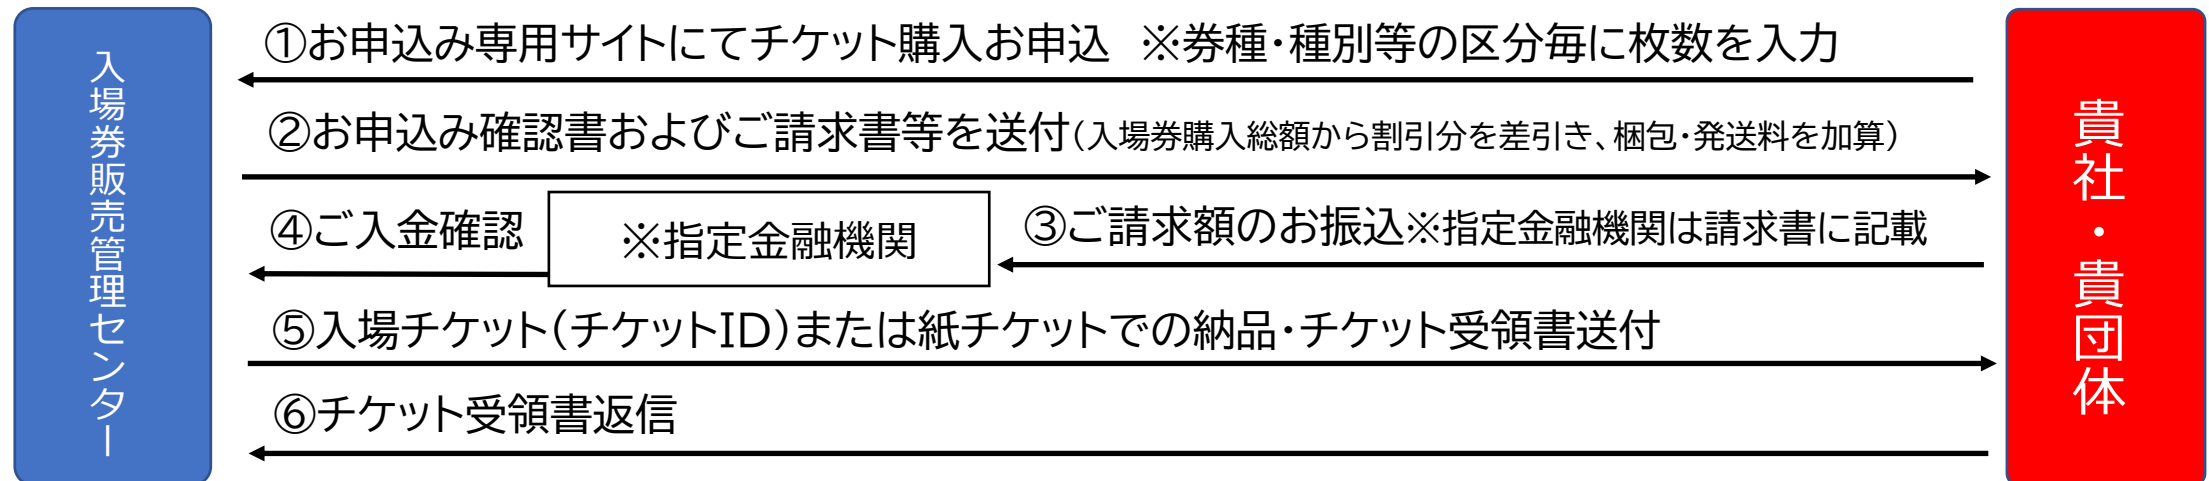 入場券販売管理センター
①お申込み専用サイトにてチケット購入お申込　※券種・種別等の区分毎に枚数を入力
②お申込み確認書およびご請求書等を送付（入場券購入総額から割引分を差引き、梱包・発送料を加算）
④ご入金確認
※指定金融機関
③ご請求額のお振込※指定金融機関は請求書に記載
⑤入場チケット（チケットID）または紙チケットでの納品・チケット受領書送付
⑥チケット受領書返信
貴社・貴団体